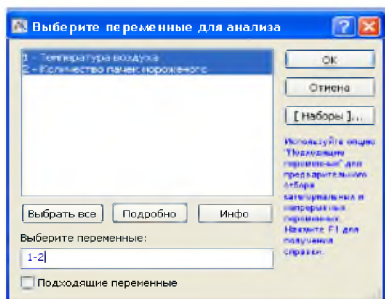 Выберите переменные для анализа
1 - Температура воздуха
2 - Количество пачек мороженого
OK
Отмена
[ Наборы ]...
Используйте опцию
"Подходящие
переменные" для
предварительного
отбора
категориальных и
непрерывных
переменных.
Нажмите F1 для
получения
справки.
Выбрать все
Подробно
Инфо
Выберите переменные:
1-2
Подходящие переменные